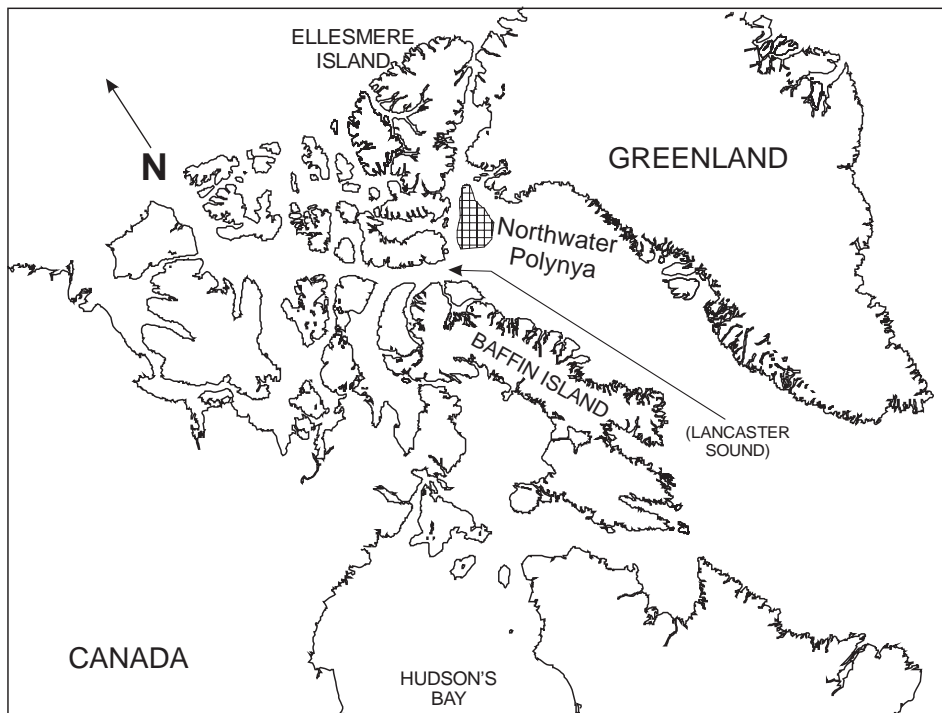 ELLESMERE
ISLAND
N
GREENLAND
Northwater
Polynya
BAFFIN ISLAND
(LANCASTER
SOUND)
CANADA
HUDSON'S
BAY